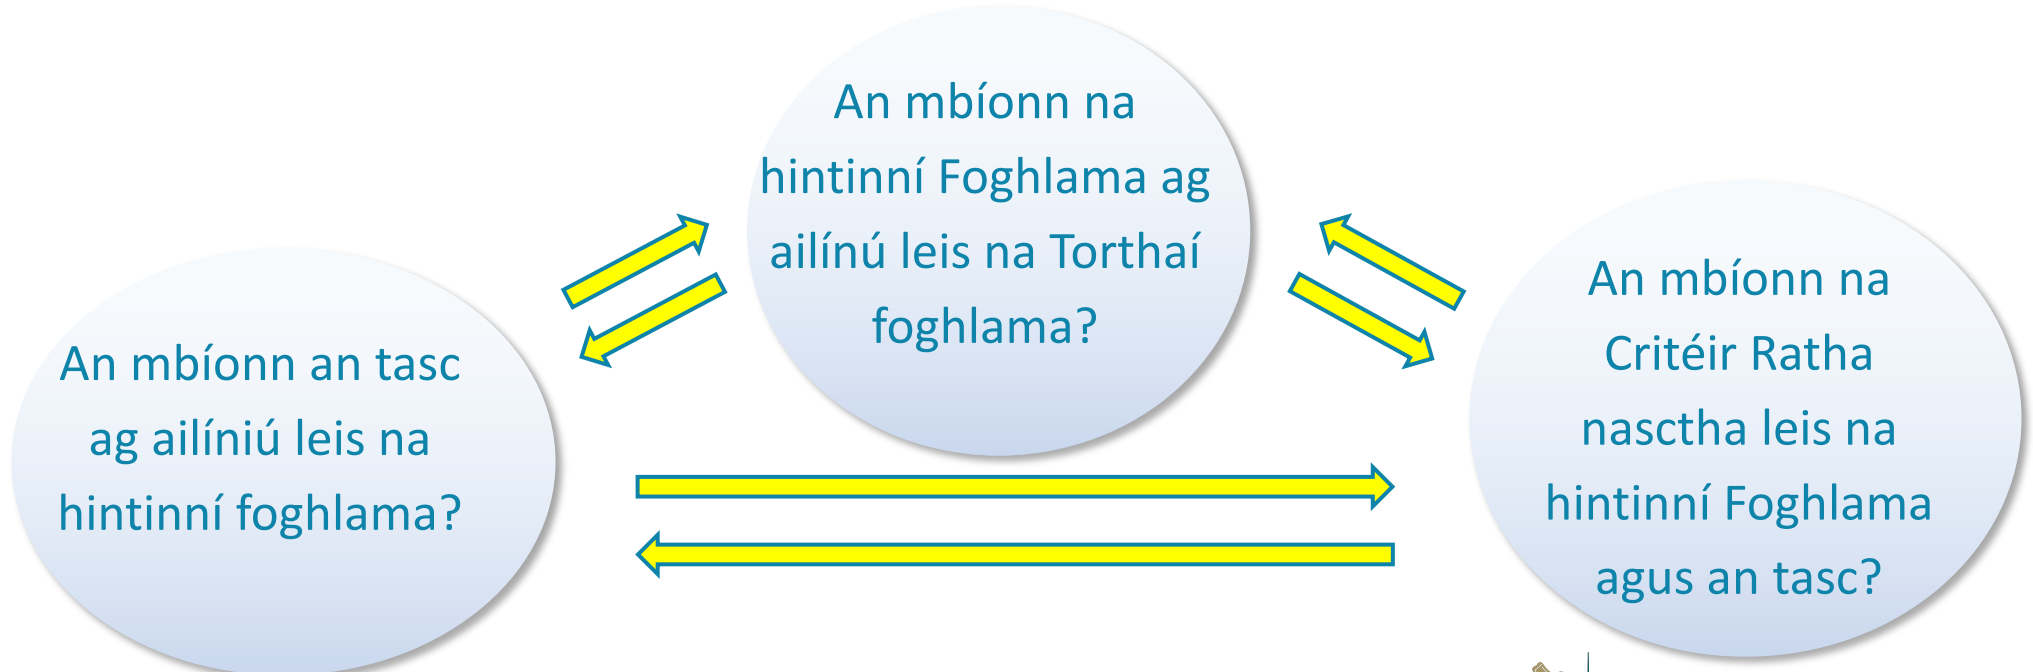 An mbíonn na
hintinní Foghlama ag
ailínú leis na Torthaí
foghlama?
An mbíonn an tasc
ag ailíniú leis na
hintinní foghlama?
An mbíonn na
Critéir Ratha
nasctha leis na
hintinní Foghlama
agus an tasc?